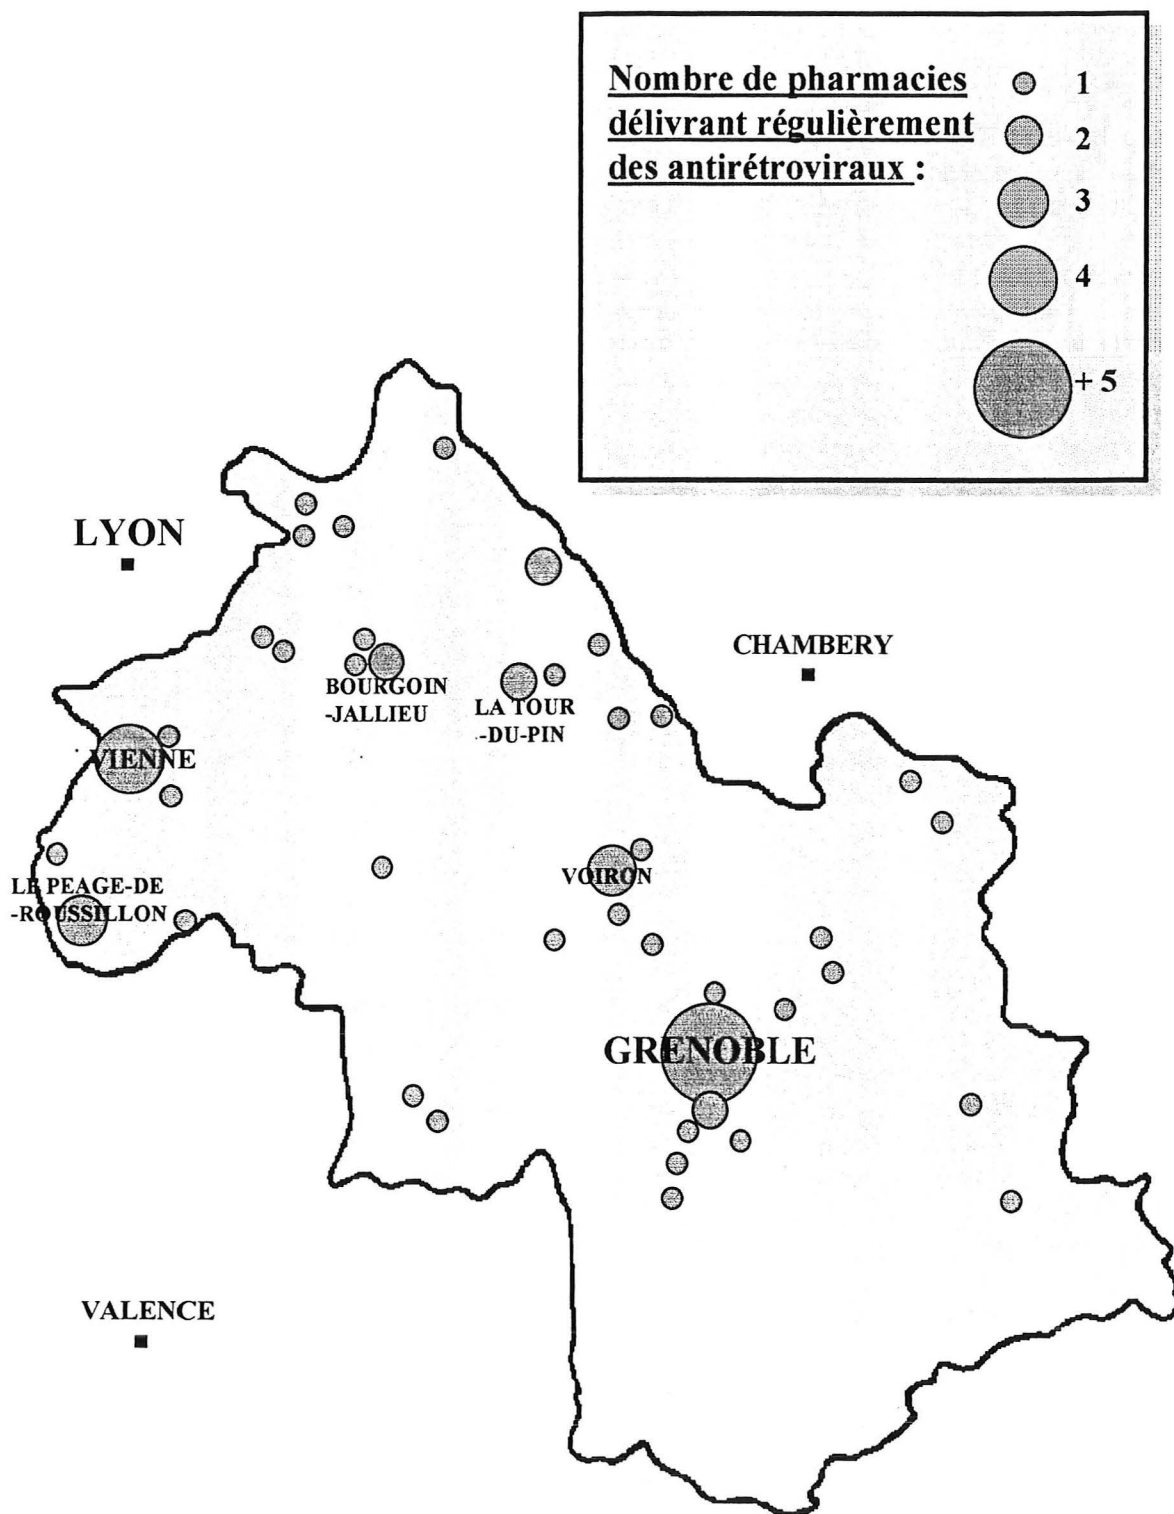 Nombre de pharmacies
délivrant régulièrement
des antirétroviraux :
1
2
3
4
+ 5
LYON
CHAMBERY
BOURGOIN
-JALLIEU
LA TOUR
-DU-PIN
VIENNE
VOIRON
LE PEAGE-DE
-ROUSSILLON
GRENOBLE
VALENCE